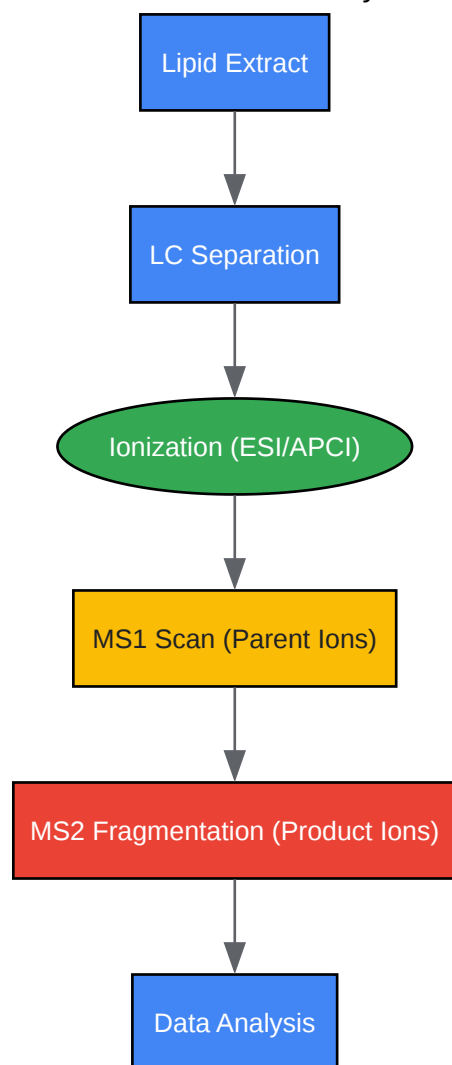 Lipid Extract
LC Separation
Ionization (ESI/APCI)
MS1 Scan (Parent Ions)
MS2 Fragmentation (Product Ions)
Data Analysis